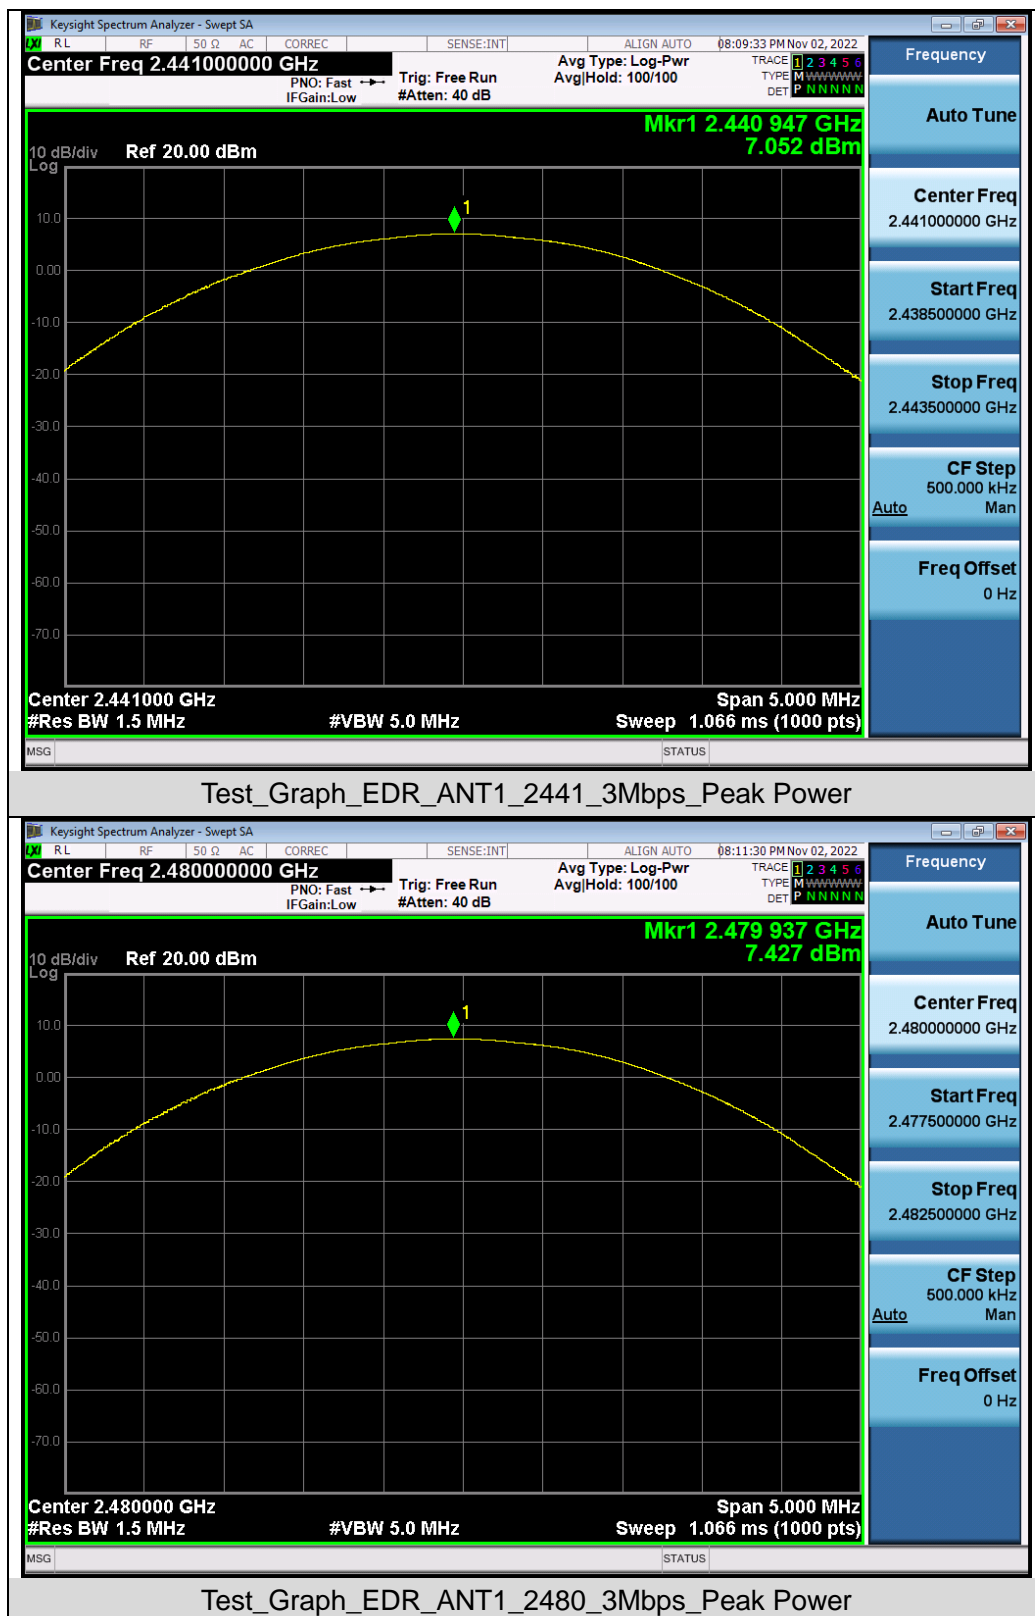 Keysight Spectrum Analyzer - Swept SA
LXI RL RF 50 Ω AC CORREC SENSE:INT ALIGN AUTO 08:09:33 PM Nov 02, 2022
Center Freq 2.441000000 GHz
PNO: Fast
IFGain:Low
Trig: Free Run
#Atten: 40 dB
Avg Type: Log-Pwr
Avg|Hold: 100/100
TRACE 1 2 3 4 5 6
TYPE M WWWWW
DET P N N N N N
Mkr1 2.440 947 GHz
7.052 dBm
10 dB/div Ref 20.00 dBm
Log
1
10.0
0.00
-10.0
-20.0
-30.0
-40.0
-50.0
-60.0
-70.0
Center 2.441000 GHz Span 5.000 MHz
#Res BW 1.5 MHz #VBW 5.0 MHz Sweep 1.066 ms (1000 pts)
MSG STATUS
Frequency
Auto Tune
Center Freq
2.441000000 GHz
Start Freq
2.438500000 GHz
Stop Freq
2.443500000 GHz
CF Step
500.000 kHz
Auto Man
Freq Offset
0 Hz
Test_Graph_EDR_ANT1_2441_3Mbps_Peak Power
Keysight Spectrum Analyzer - Swept SA
LXI RL RF 50 Ω AC CORREC SENSE:INT ALIGN AUTO 08:11:30 PM Nov 02, 2022
Center Freq 2.480000000 GHz
PNO: Fast
IFGain:Low
Trig: Free Run
#Atten: 40 dB
Avg Type: Log-Pwr
Avg|Hold: 100/100
TRACE 1 2 3 4 5 6
TYPE M WWWWW
DET P N N N N N
Mkr1 2.479 937 GHz
7.427 dBm
10 dB/div Ref 20.00 dBm
Log
1
10.0
0.00
-10.0
-20.0
-30.0
-40.0
-50.0
-60.0
-70.0
Center 2.480000 GHz Span 5.000 MHz
#Res BW 1.5 MHz #VBW 5.0 MHz Sweep 1.066 ms (1000 pts)
MSG STATUS
Frequency
Auto Tune
Center Freq
2.480000000 GHz
Start Freq
2.477500000 GHz
Stop Freq
2.482500000 GHz
CF Step
500.000 kHz
Auto Man
Freq Offset
0 Hz
Test_Graph_EDR_ANT1_2480_3Mbps_Peak Power